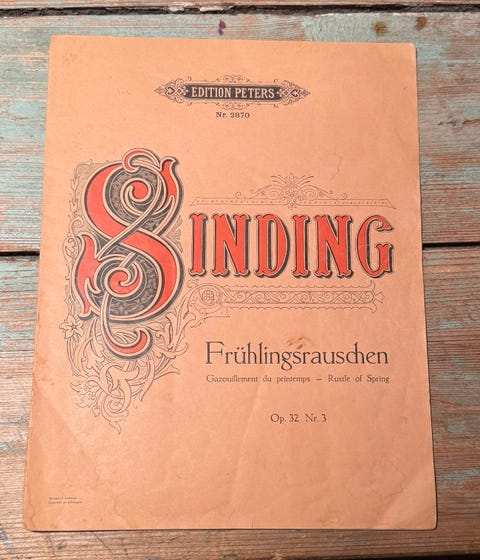 EDITION PETERS
Nr. 2870
SINDING
Frühlingsrauschen
Gazouillement du printemps — Rustle of Spring
Op. 32 Nr. 3